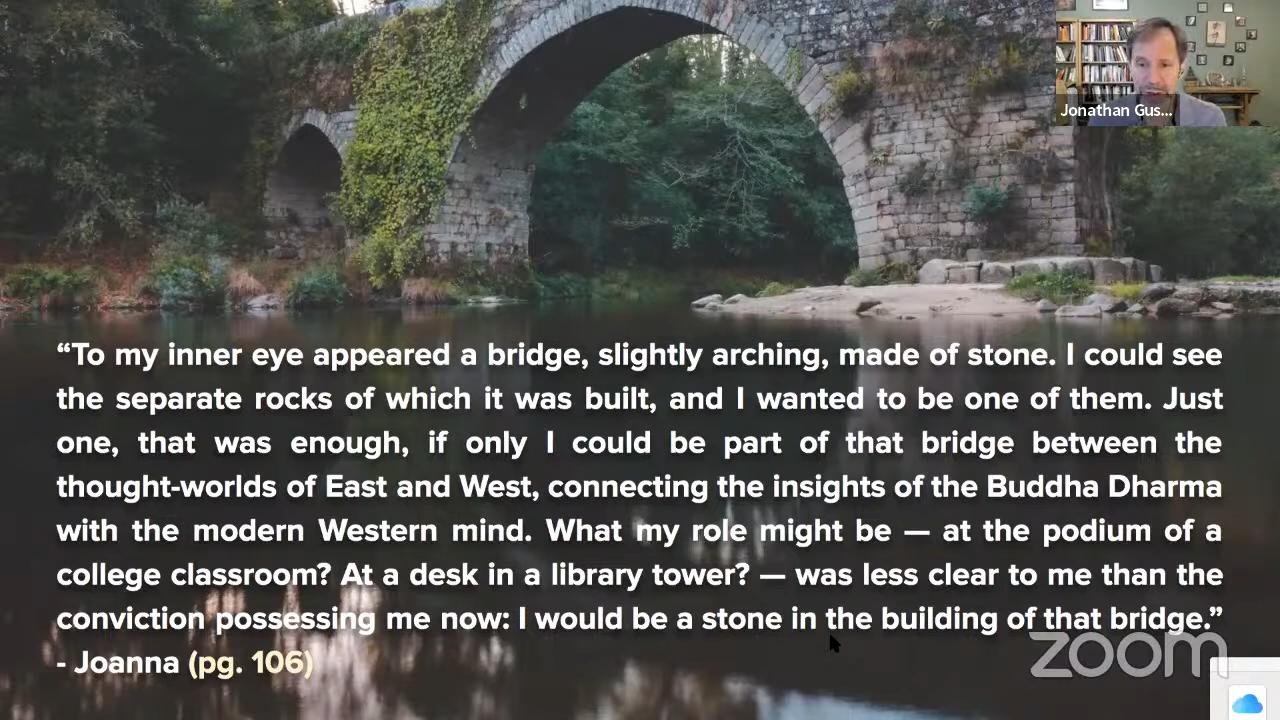 Jonathan Gus...
“To my inner eye appeared a bridge, slightly arching, made of stone. I could see
the separate rocks of which it was built, and I wanted to be one of them. Just
one, that was enough, if only I could be part of that bridge between the
thought-worlds of East and West, connecting the insights of the Buddha Dharma
with the modern Western mind. What my role might be — at the podium of a
college classroom? At a desk in a library tower? — was less clear to me than the
conviction possessing me now: I would be a stone in the building of that bridge.”
- Joanna (pg. 106)
zoom